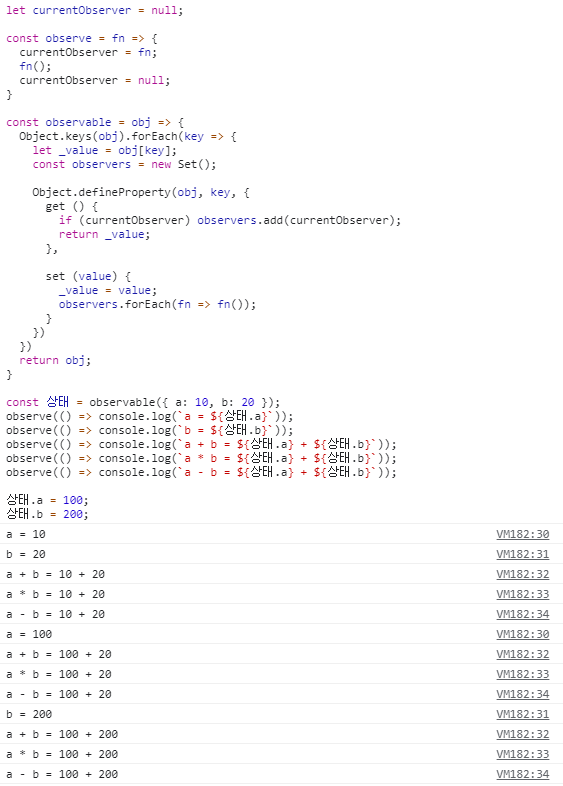 let currentObserver = null;

const observe = fn => {
  currentObserver = fn;
  fn();
  currentObserver = null;
}

const observable = obj => {
  Object.keys(obj).forEach(key => {
    let _value = obj[key];
    const observers = new Set();

    Object.defineProperty(obj, key, {
      get () {
        if (currentObserver) observers.add(currentObserver);
        return _value;
      },

      set (value) {
        _value = value;
        observers.forEach(fn => fn());
      }
    })
  })
  return obj;
}

const 상태 = observable({ a: 10, b: 20 });
observe(() => console.log(`a = ${상태.a}`));
observe(() => console.log(`b = ${상태.b}`));
observe(() => console.log(`a + b = ${상태.a} + ${상태.b}`));
observe(() => console.log(`a * b = ${상태.a} + ${상태.b}`));
observe(() => console.log(`a - b = ${상태.a} + ${상태.b}`));

상태.a = 100;
상태.b = 200;
a = 10 VM182:30
b = 20 VM182:31
a + b = 10 + 20 VM182:32
a * b = 10 + 20 VM182:33
a - b = 10 + 20 VM182:34
a = 100 VM182:30
a + b = 100 + 20 VM182:32
a * b = 100 + 20 VM182:33
a - b = 100 + 20 VM182:34
b = 200 VM182:31
a + b = 100 + 200 VM182:32
a * b = 100 + 200 VM182:33
a - b = 100 + 200 VM182:34